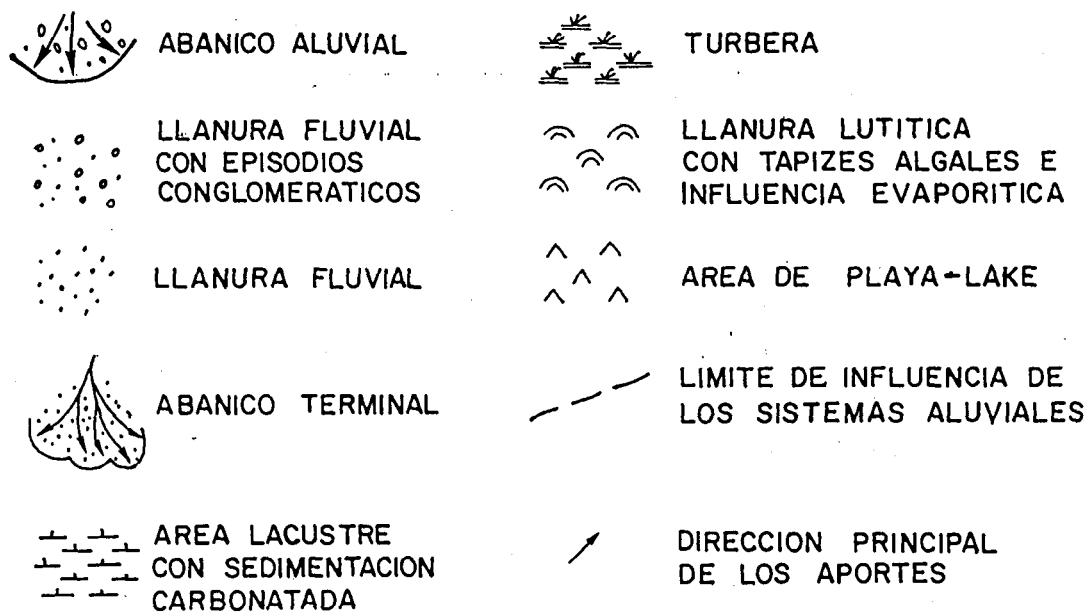 ABANICO ALUVIAL
LLANURA FLUVIAL
CON EPISODIOS
CONGLOMERATICOS
LLANURA FLUVIAL
ABANICO TERMINAL
AREA LACUSTRE
CON SEDIMENTACION
CARBONATADA
TURBERA
LLANURA LUTITICA
CON TAPIZES ALGALES E
INFLUENCIA EVAPORITICA
AREA DE PLAYA-LAKE
LIMITE DE INFLUENCIA DE
LOS SISTEMAS ALUVIALES
DIRECCION PRINCIPAL
DE LOS APORTES